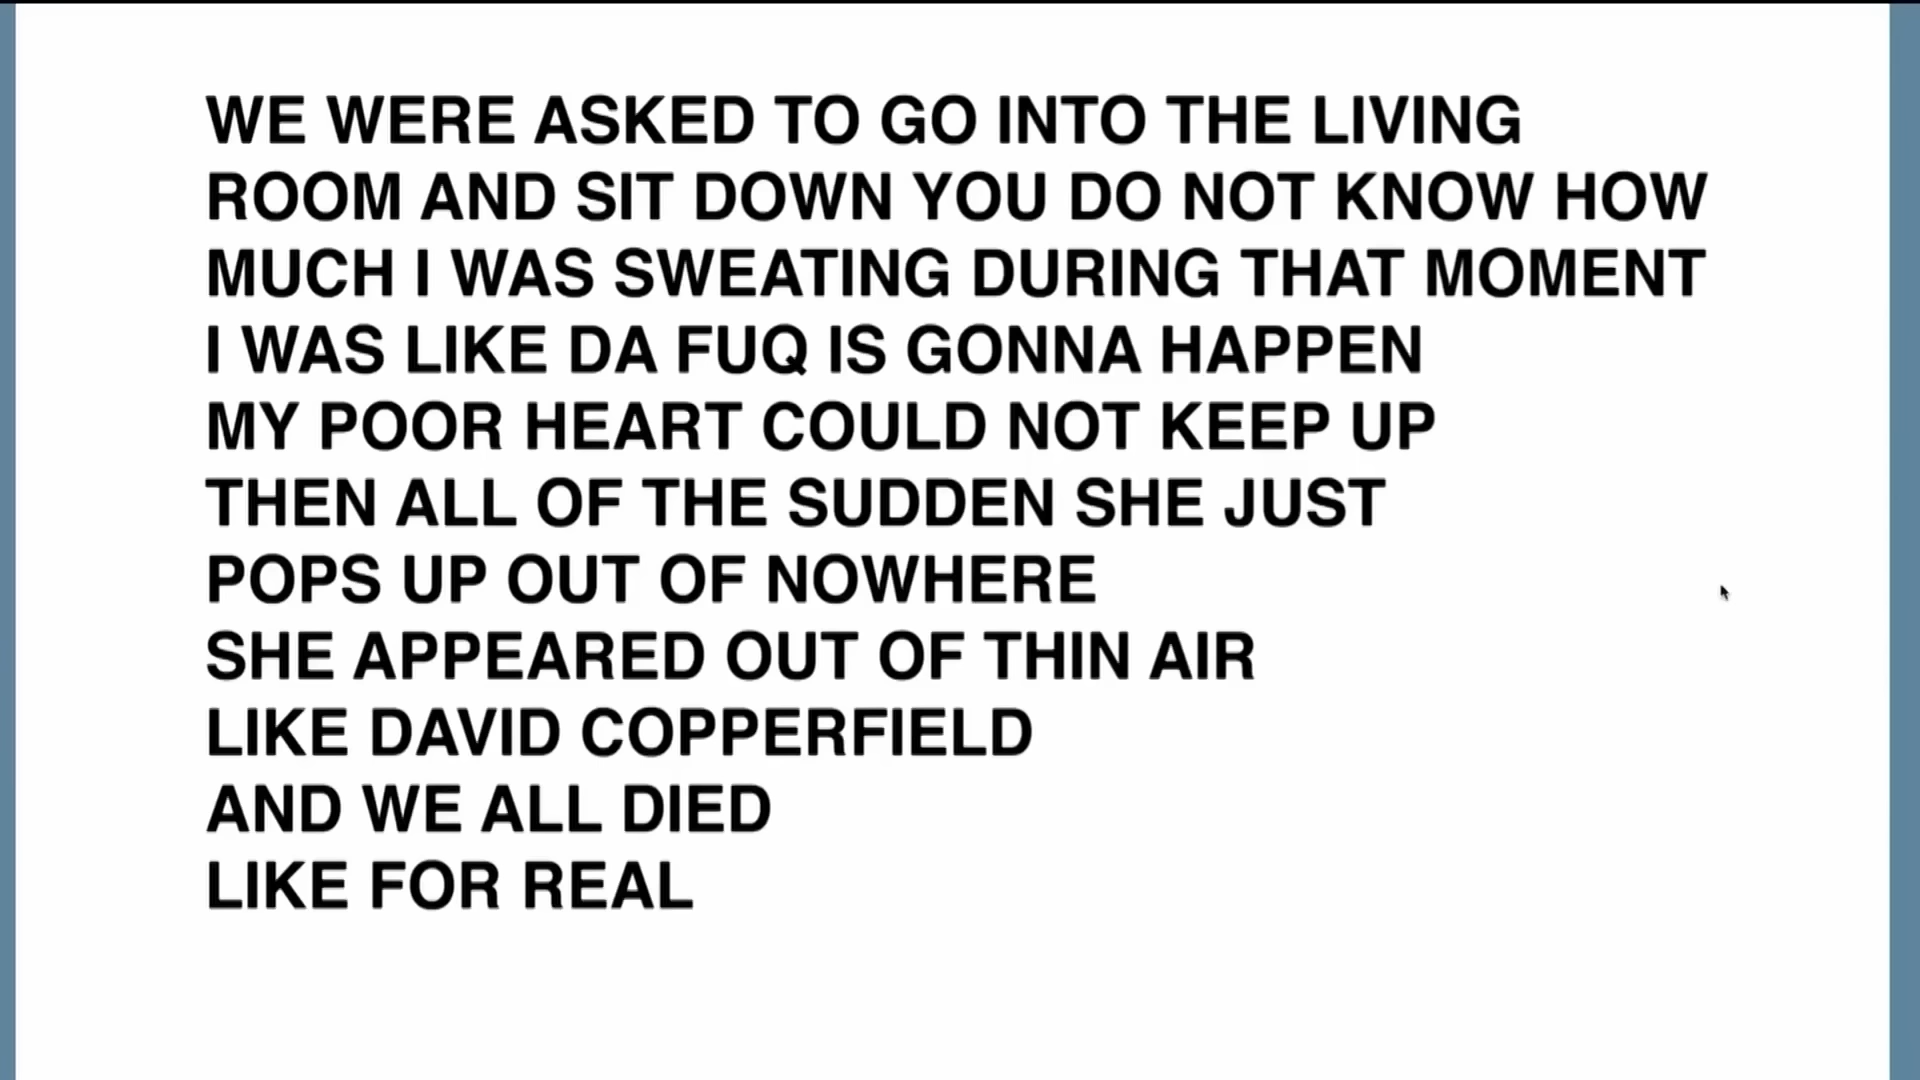 WE WERE ASKED TO GO INTO THE LIVING
ROOM AND SIT DOWN YOU DO NOT KNOW HOW
MUCH I WAS SWEATING DURING THAT MOMENT
I WAS LIKE DA FUQ IS GONNA HAPPEN
MY POOR HEART COULD NOT KEEP UP
THEN ALL OF THE SUDDEN SHE JUST
POPS UP OUT OF NOWHERE
SHE APPEARED OUT OF THIN AIR
LIKE DAVID COPPERFIELD
AND WE ALL DIED
LIKE FOR REAL